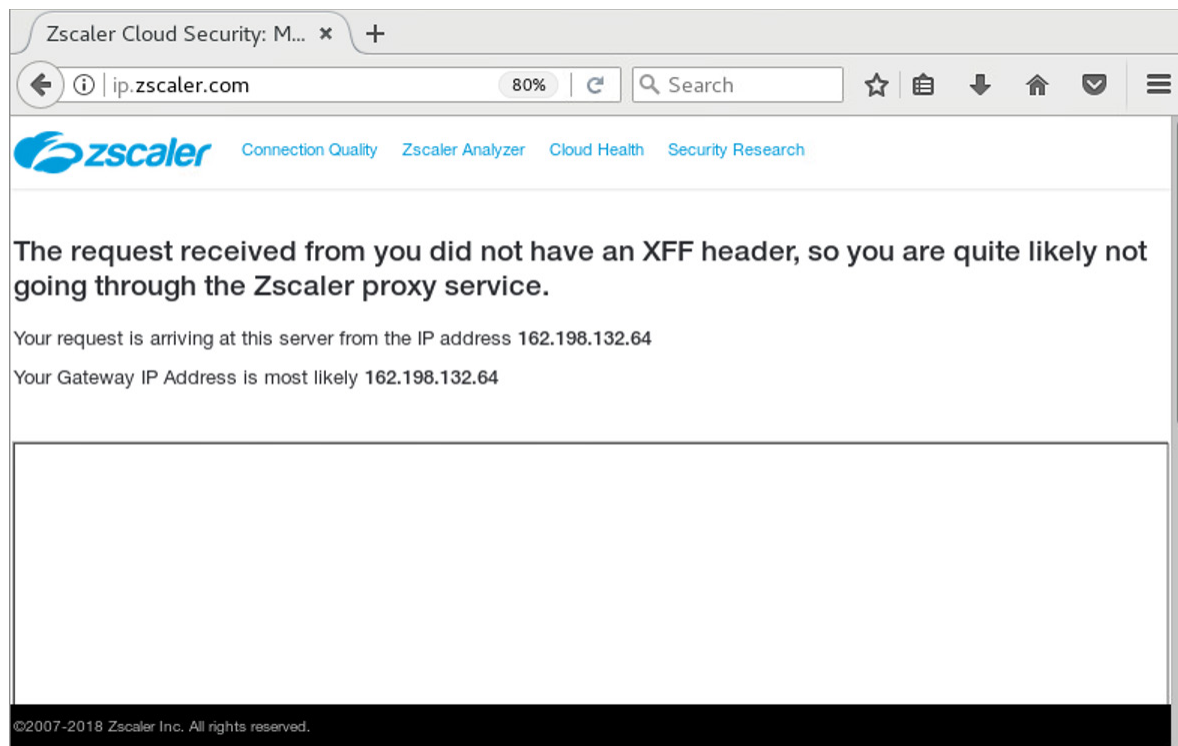 Zscaler Cloud Security: M...
ip.zscaler.com 80% Search
zscaler Connection Quality Zscaler Analyzer Cloud Health Security Research
The request received from you did not have an XFF header, so you are quite likely not
going through the Zscaler proxy service.
Your request is arriving at this server from the IP address 162.198.132.64
Your Gateway IP Address is most likely 162.198.132.64
©2007-2018 Zscaler Inc. All rights reserved.